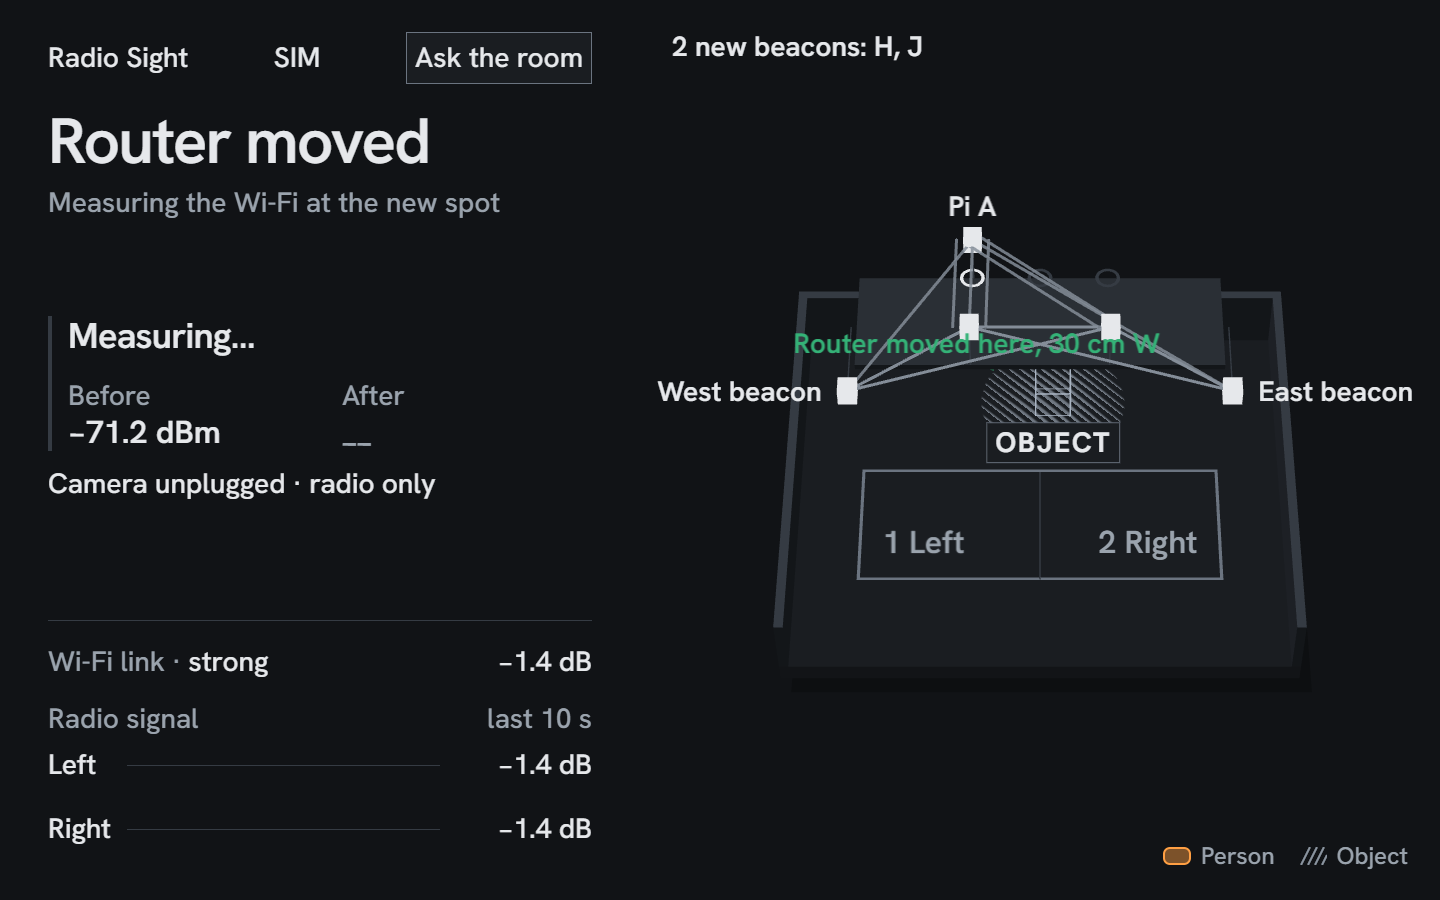 Radio Sight
SIM
Ask the room
Router moved
Measuring the Wi-Fi at the new spot
Measuring...
Before
After
−71.2 dBm
__
Camera unplugged · radio only
Wi-Fi link · strong
−1.4 dB
Radio signal
last 10 s
Left
−1.4 dB
Right
−1.4 dB
2 new beacons: H, J
Pi A
Router moved here, 30 cm W
West beacon
East beacon
OBJECT
1 Left
2 Right
Person
Object